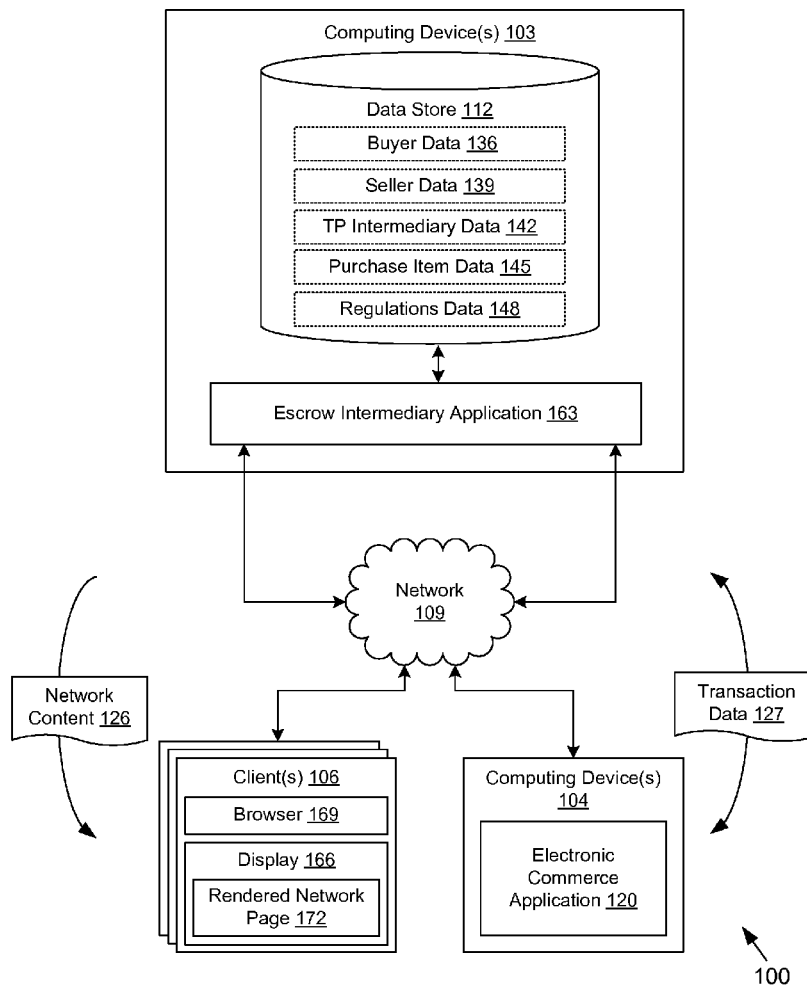 Computing Device(s) 103
Data Store 112
Buyer Data 136
Seller Data 139
TP Intermediary Data 142
Purchase Item Data 145
Regulations Data 148
Escrow Intermediary Application 163
Network
109
Network
Content 126
Transaction
Data 127
Client(s) 106
Browser 169
Display 166
Rendered Network
Page 172
Computing Device(s)
104
Electronic
Commerce
Application 120
100